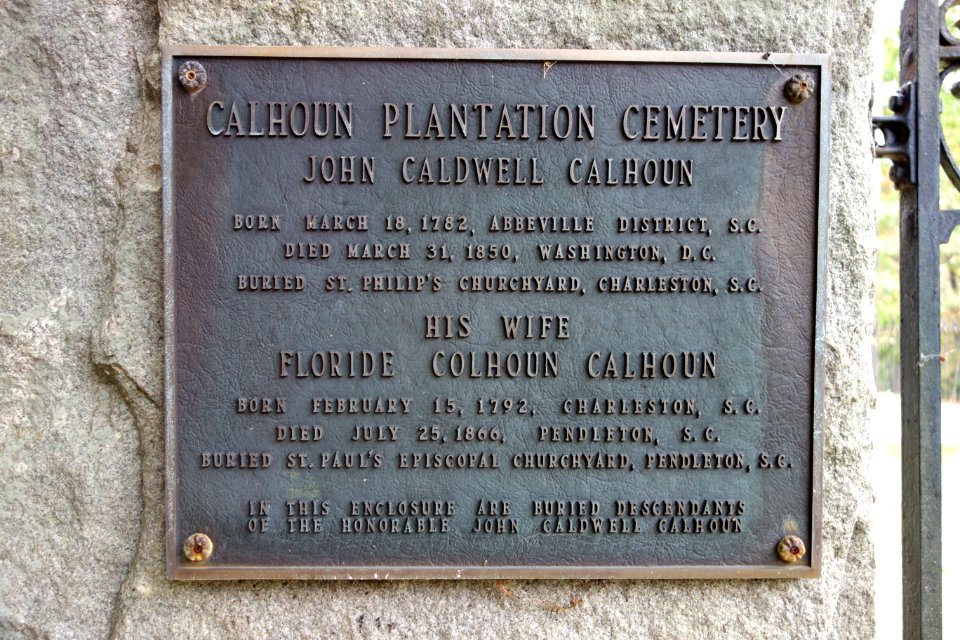 CALHOUN PLANTATION CEMETERY
JOHN CALDWELL CALHOUN
BORN MARCH 18, 1782, ABBEVILLE DISTRICT, S.C.
DIED MARCH 31, 1850, WASHINGTON, D.C.
BURIED ST. PHILIP'S CHURCHYARD, CHARLESTON, S.C.
HIS WIFE
FLORIDE COLHOUN CALHOUN
BORN FEBRUARY 15, 1792, CHARLESTON, S.C.
DIED JULY 25, 1866, PENDLETON, S.C.
BURIED ST. PAUL'S EPISCOPAL CHURCHYARD, PENDLETON, S.C.
IN THIS ENCLOSURE ARE BURIED DESCENDANTS
OF THE HONORABLE JOHN CALDWELL CALHOUN